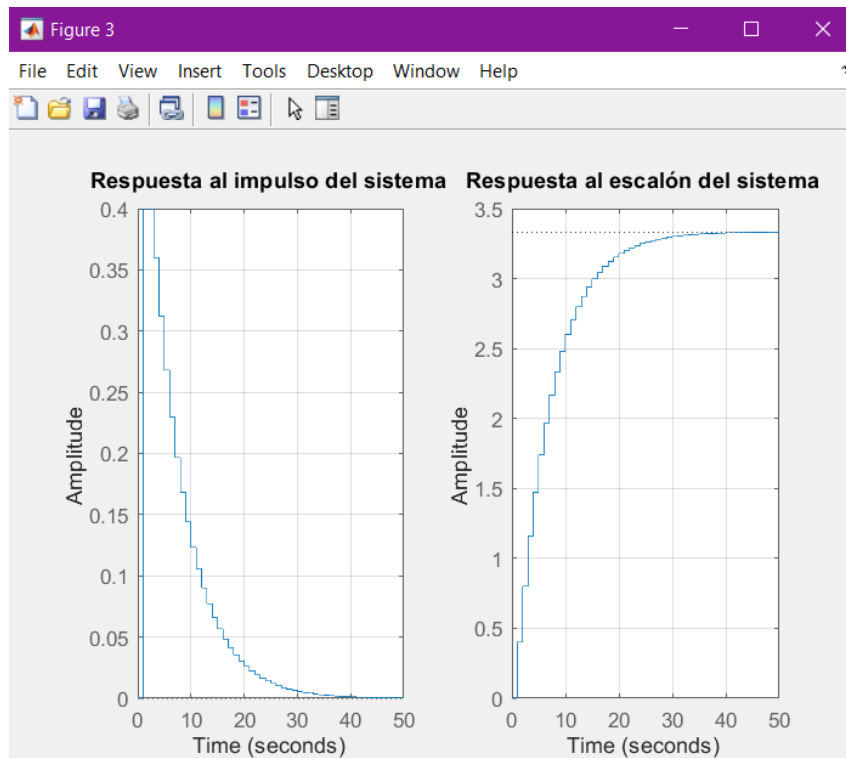 Figure 3
File Edit View Insert Tools Desktop Window Help
Respuesta al impulso del sistema
0.4
0.35
0.3
0.25
0.2
0.15
0.1
0.05
0
Amplitude
0 10 20 30 40 50
Time (seconds)
Respuesta al escalón del sistema
3.5
3
2.5
2
1.5
1
0.5
0
Amplitude
0 10 20 30 40 50
Time (seconds)